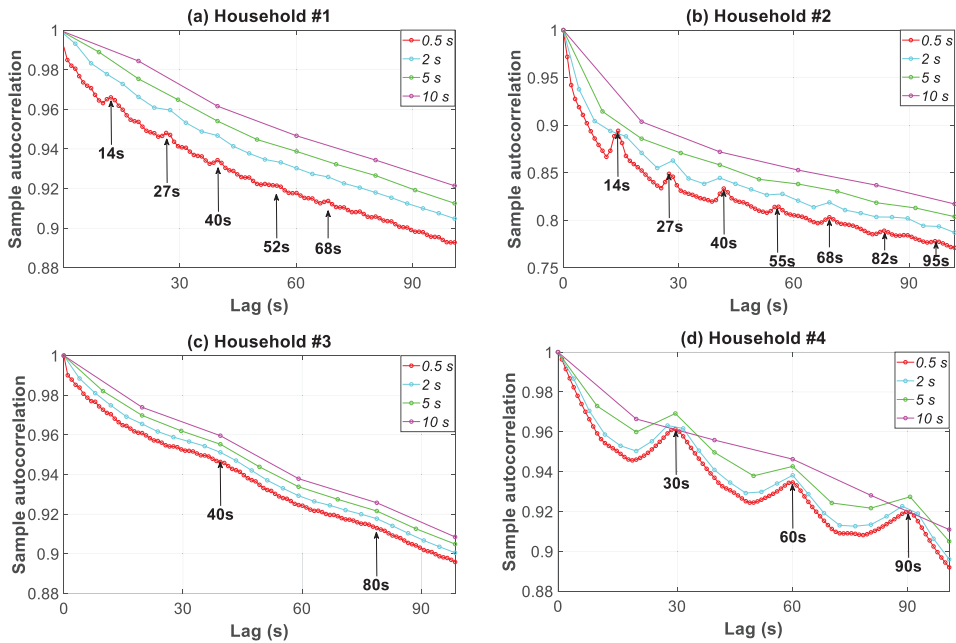 (a) Household #1
Sample autocorrelation
1
0.98
0.96
0.94
0.92
0.9
0.88
0.5 s
2 s
5 s
10 s
14s
27s
40s
52s
68s
30
60
90
Lag (s)
(b) Household #2
Sample autocorrelation
1
0.95
0.9
0.85
0.8
0.75
0.5 s
2 s
5 s
10 s
14s
27s
40s
55s
68s
82s
95s
0
30
60
90
Lag (s)
(c) Household #3
Sample autocorrelation
1
0.98
0.96
0.94
0.92
0.9
0.88
0.5 s
2 s
5 s
10 s
40s
80s
0
30
60
90
Lag (s)
(d) Household #4
Sample autocorrelation
1
0.98
0.96
0.94
0.92
0.9
0.88
0.5 s
2 s
5 s
10 s
30s
60s
90s
0
30
60
90
Lag (s)